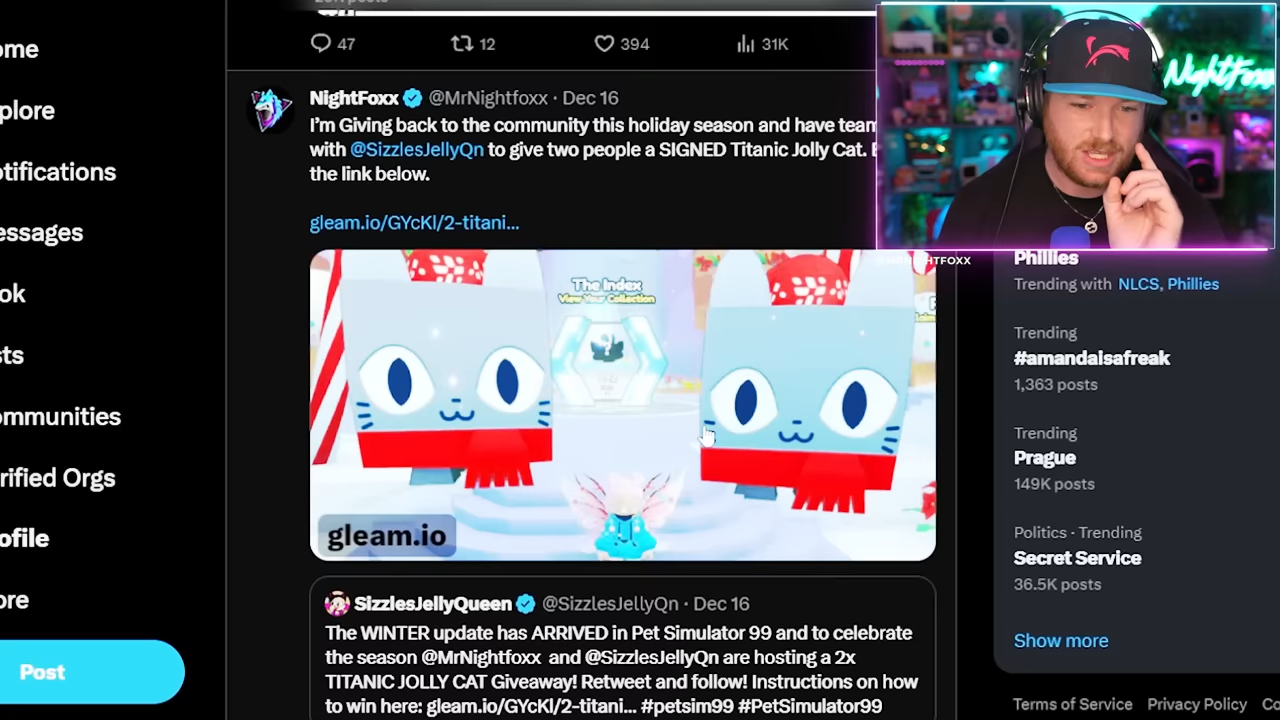 47
12
394
31K
NightFoxx @MrNightfoxx · Dec 16
I'm Giving back to the community this holiday season and have team
with @SizzlesJellyQn to give two people a SIGNED Titanic Jolly Cat.
the link below.
gleam.io/GYcKl/2-titani...
The Index
View Your Collection
gleam.io
SizzlesJellyQueen @SizzlesJellyQn · Dec 16
The WINTER update has ARRIVED in Pet Simulator 99 and to celebrate
the season @MrNightfoxx and @SizzlesJellyQn are hosting a 2x
TITANIC JOLLY CAT Giveaway! Retweet and follow! Instructions on how
to win here: gleam.io/GYcKl/2-titani... #petsim99 #PetSimulator99
ome
xplore
otifications
essages
ok
sts
ommunities
rified Orgs
ofile
ore
Post
NightFoxx
Phillies
Trending with NLCS, Phillies
Trending
#amandaisafreak
1,363 posts
Trending
Prague
149K posts
Politics · Trending
Secret Service
36.5K posts
Show more
Terms of Service Privacy Policy Co